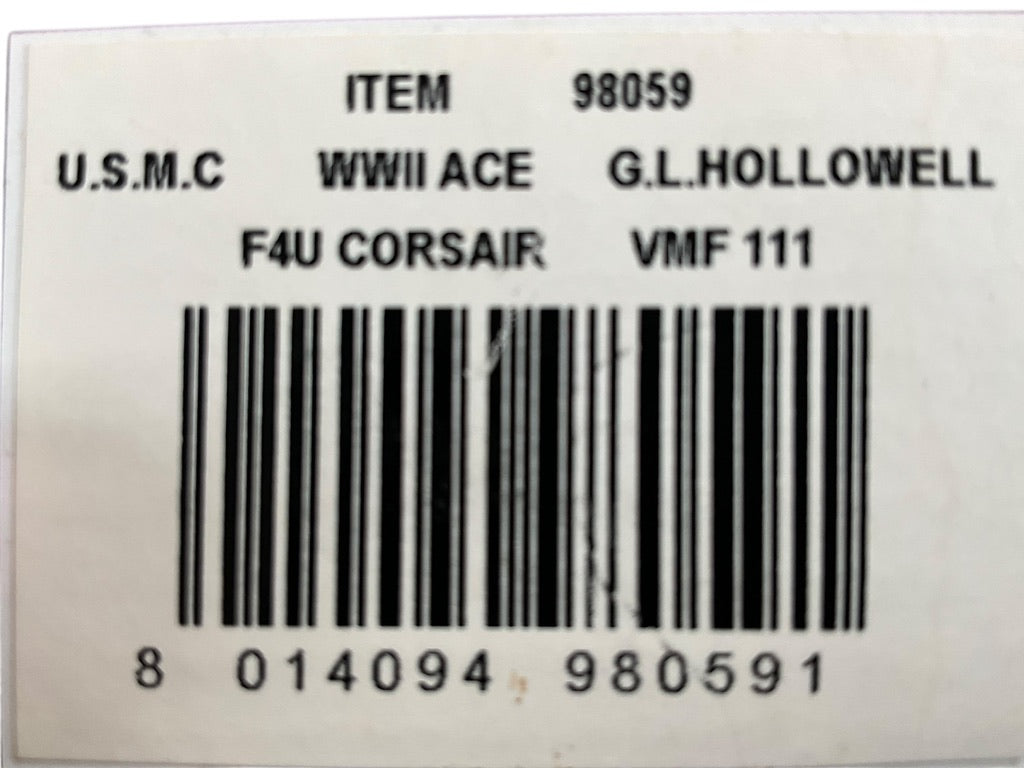 ITEM 98059
U.S.M.C WWII ACE G.L.HOLLOWELL
F4U CORSAIR VMF 111
8 014094 980591